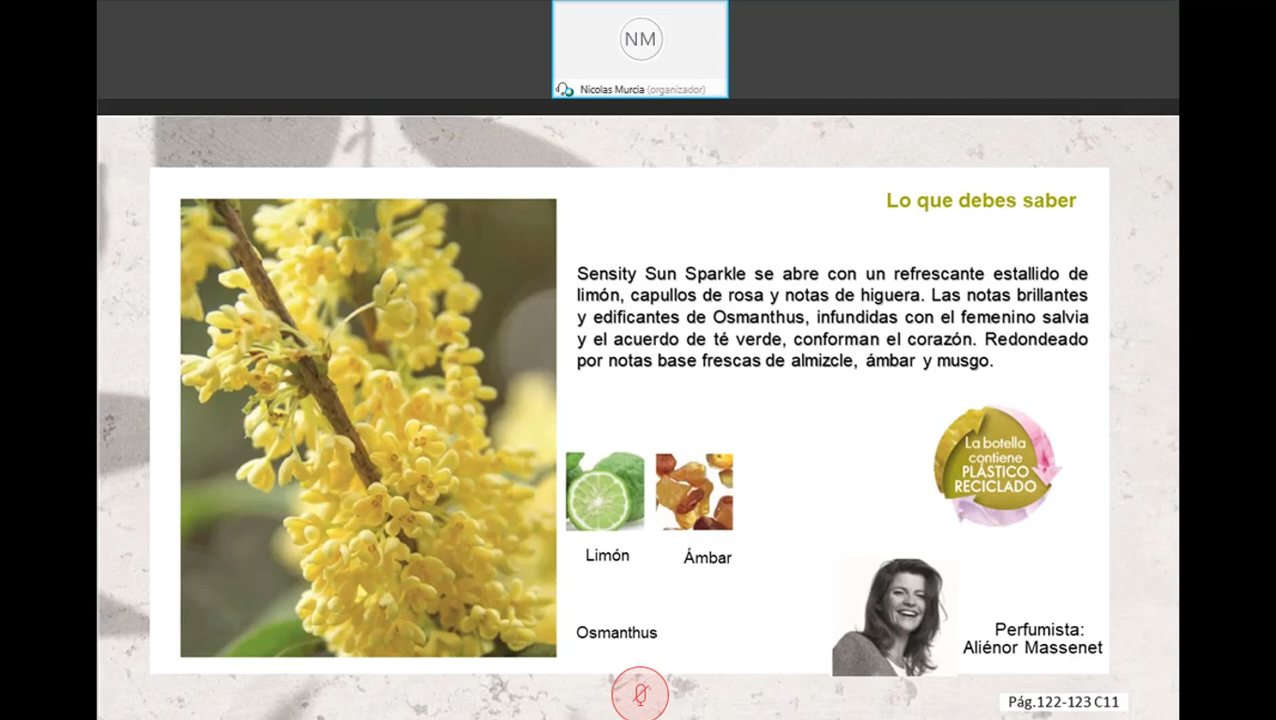 NM
Nicolas Murcia (organizador)
Lo que debes saber
Sensity Sun Sparkle se abre con un refrescante estallido de
limón, capullos de rosa y notas de higuera. Las notas brillantes
y edificantes de Osmanthus, infundidas con el femenino salvia
y el acuerdo de té verde, conforman el corazón. Redondeado
por notas base frescas de almizcle, ámbar y musgo.
La botella
contiene
PLÁSTICO
RECICLADO
Limón
Ámbar
Osmanthus
Perfumista:
Aliénor Massenet
Pág.122-123 C11